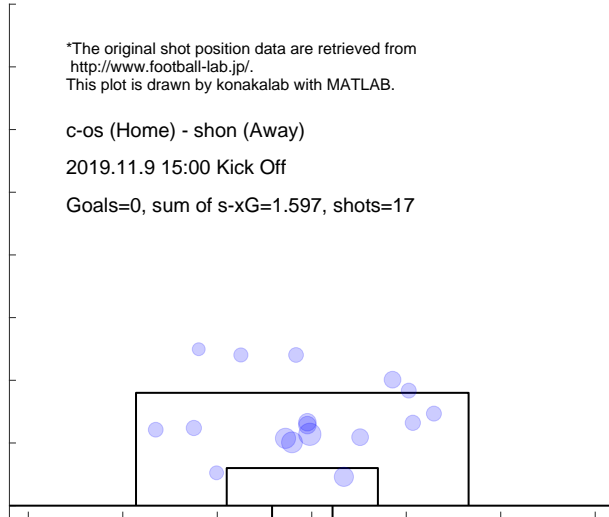 *The original shot position data are retrieved from
http://www.football-lab.jp/.
This plot is drawn by konakalab with MATLAB.
c-os (Home) - shon (Away)
2019.11.9 15:00 Kick Off
Goals=0, sum of s-xG=1.597, shots=17